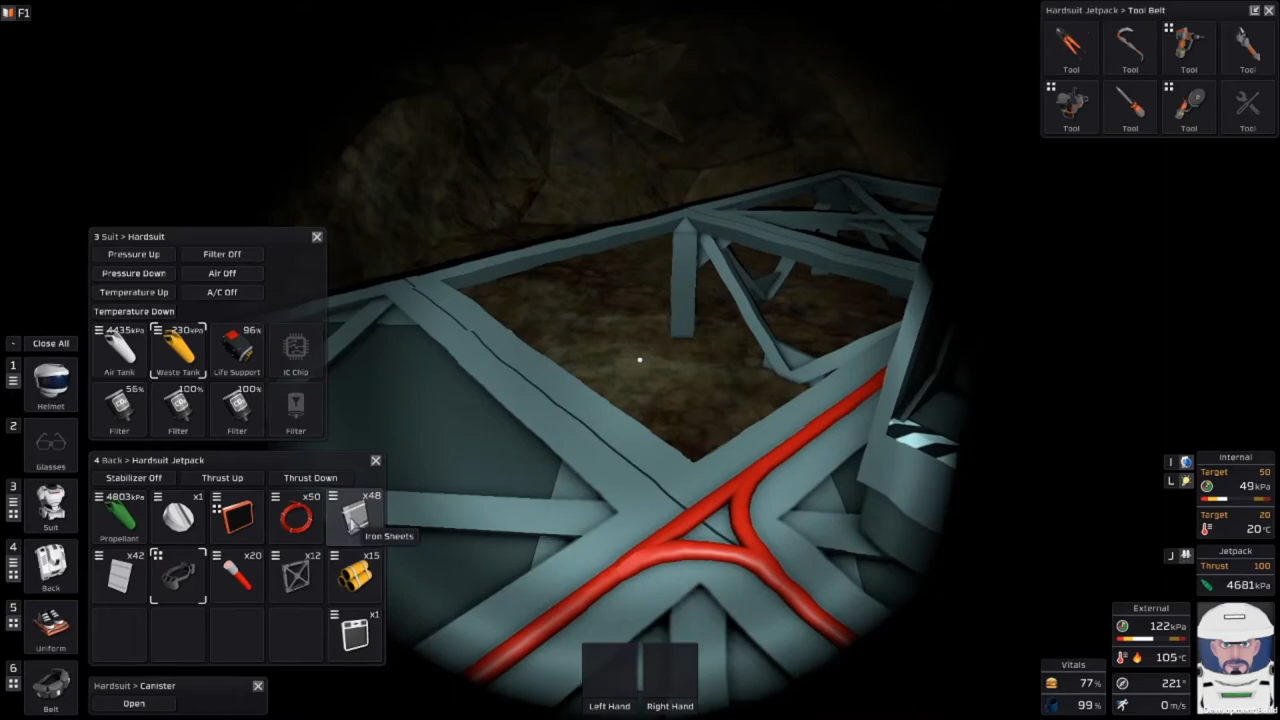 F1
Hardsuit Jetpack > Tool Belt
Tool
Tool
Tool
Tool
Tool
Tool
Tool
Tool
3 Suit > Hardsuit
Pressure Up
Filter Off
Pressure Down
Air Off
Temperature Up
A/C Off
Temperature Down
4435kPa
230kPa
96%
Air Tank
Waste Tank
Life Support
IC Chip
56%
100%
100%
Filter
Filter
Filter
Filter
- Close All
1
Helmet
2
Glasses
3
Suit
4
Back
5
Uniform
6
Belt
4 Back > Hardsuit Jetpack
Stabilizer Off
Thrust Up
Thrust Down
4803kPa
x1
x50
x48
Propellant
Iron Sheets
x42
x20
x12
x15
x1
Hardsuit > Canister
Open
Left Hand
Right Hand
I
L
Internal
Target 50
49kPa
Target 20
20°C
J
Jetpack
Thrust 100
4681kPa
External
122kPa
105°C
221°
0m/s
Vitals
77%
99%